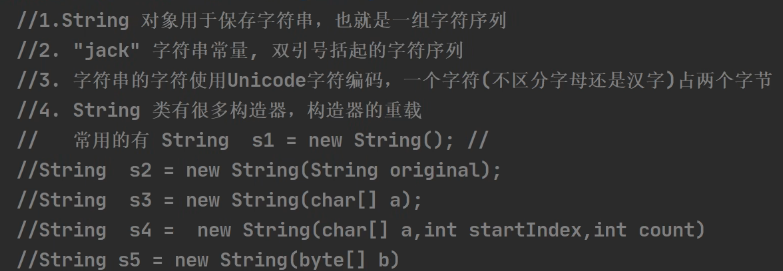 //1.String 对象用于保存字符串，也就是一组字符序列
//2. "jack" 字符串常量, 双引号括起的字符序列
//3. 字符串的字符使用Unicode字符编码，一个字符(不区分字母还是汉字)占两个字节
//4. String 类有很多构造器，构造器的重载
//   常用的有 String  s1 = new String(); //
//String  s2 = new String(String original);
//String  s3 = new String(char[] a);
//String  s4 =  new String(char[] a,int startIndex,int count)
//String s5 = new String(byte[] b)